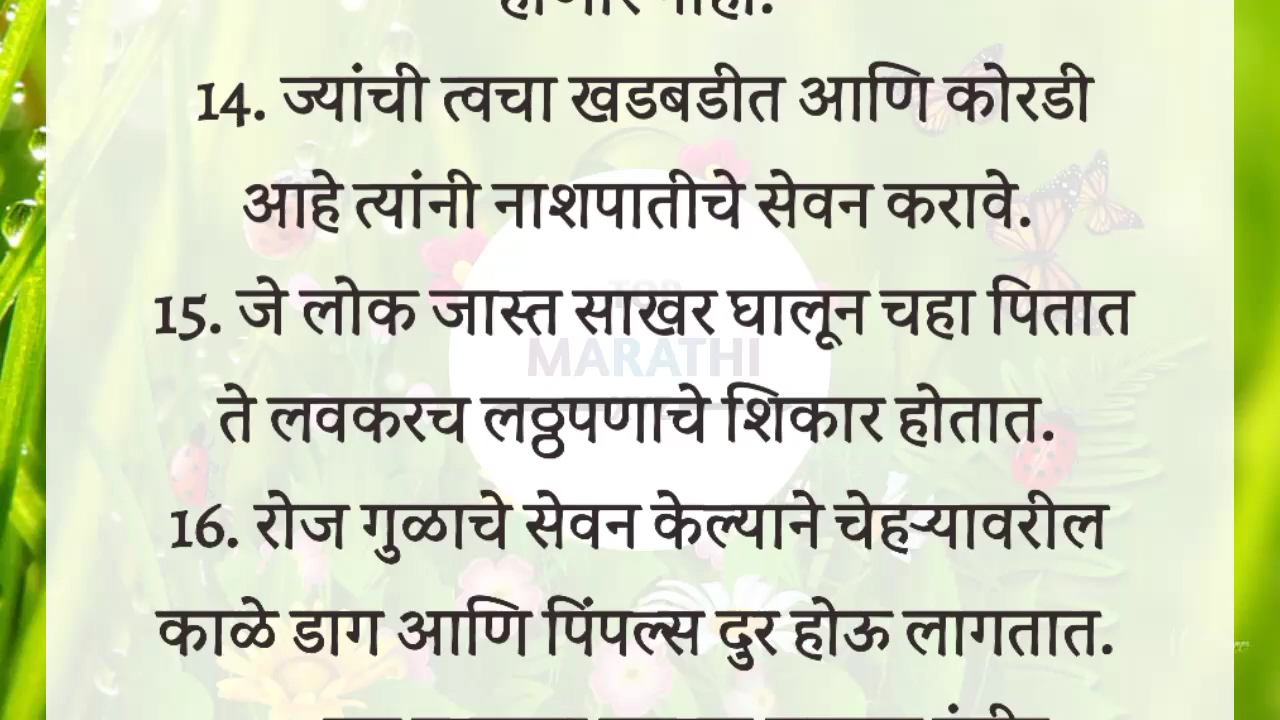 14. ज्यांची त्वचा खडबडीत आणि कोरडी
आहे त्यांनी नाशपातीचे सेवन करावे.
15. जे लोक जास्त साखर घालून चहा पितात
ते लवकरच लठ्ठपणाचे शिकार होतात.
16. रोज गुळाचे सेवन केल्याने चेहऱ्यावरील
काळे डाग आणि पिंपल्स दुर होऊ लागतात.
TOP
MARATHI